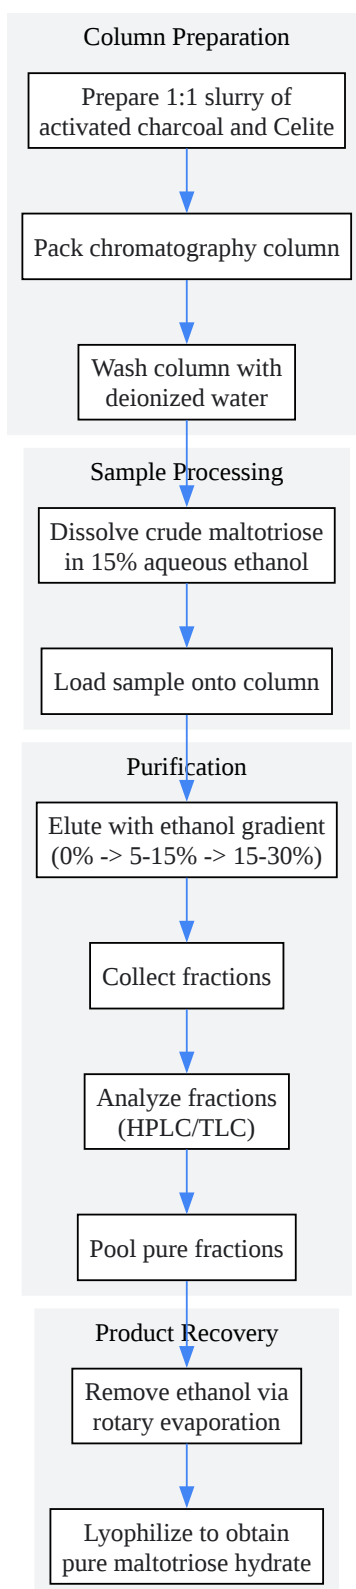 Column Preparation
Prepare 1:1 slurry of
activated charcoal and Celite
Pack chromatography column
Wash column with
deionized water
Sample Processing
Dissolve crude maltotriose
in 15% aqueous ethanol
Load sample onto column
Purification
Elute with ethanol gradient
(0% -> 5-15% -> 15-30%)
Collect fractions
Analyze fractions
(HPLC/TLC)
Pool pure fractions
Product Recovery
Remove ethanol via
rotary evaporation
Lyophilize to obtain
pure maltotriose hydrate